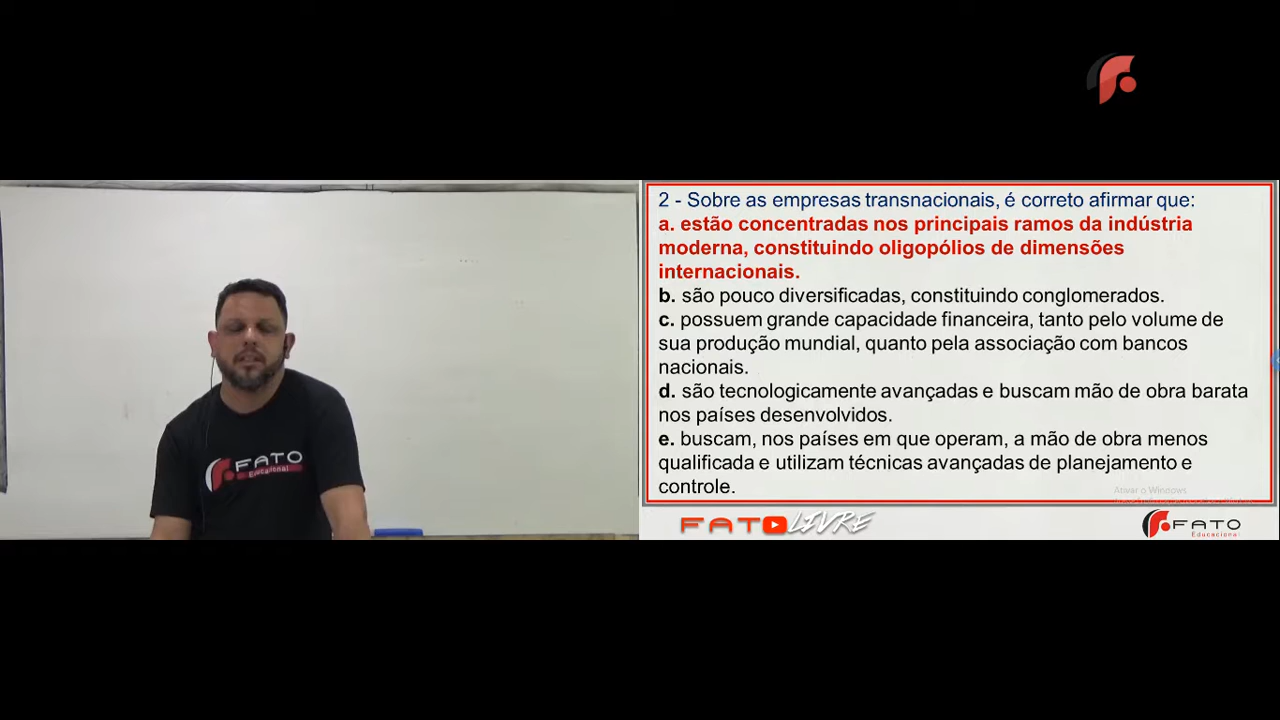 FATO
Educacional
2 - Sobre as empresas transnacionais, é correto afirmar que:
a. estão concentradas nos principais ramos da indústria
moderna, constituindo oligopólios de dimensões
internacionais.
b. são pouco diversificadas, constituindo conglomerados.
c. possuem grande capacidade financeira, tanto pelo volume de
sua produção mundial, quanto pela associação com bancos
nacionais.
d. são tecnologicamente avançadas e buscam mão de obra barata
nos países desenvolvidos.
e. buscam, nos países em que operam, a mão de obra menos
qualificada e utilizam técnicas avançadas de planejamento e
controle.
Ativar o Windows
FATO LIVRE
FATO
Educacional